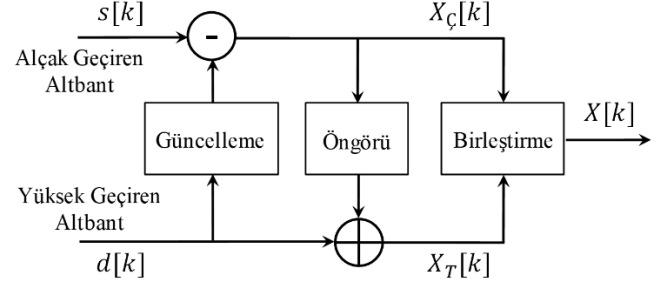 s[k]
X_Ç[k]
-
Alçak Geçiren
Altbant
Güncelleme
Öngörü
Birleştirme
X[k]
Yüksek Geçiren
Altbant
d[k]
X_T[k]